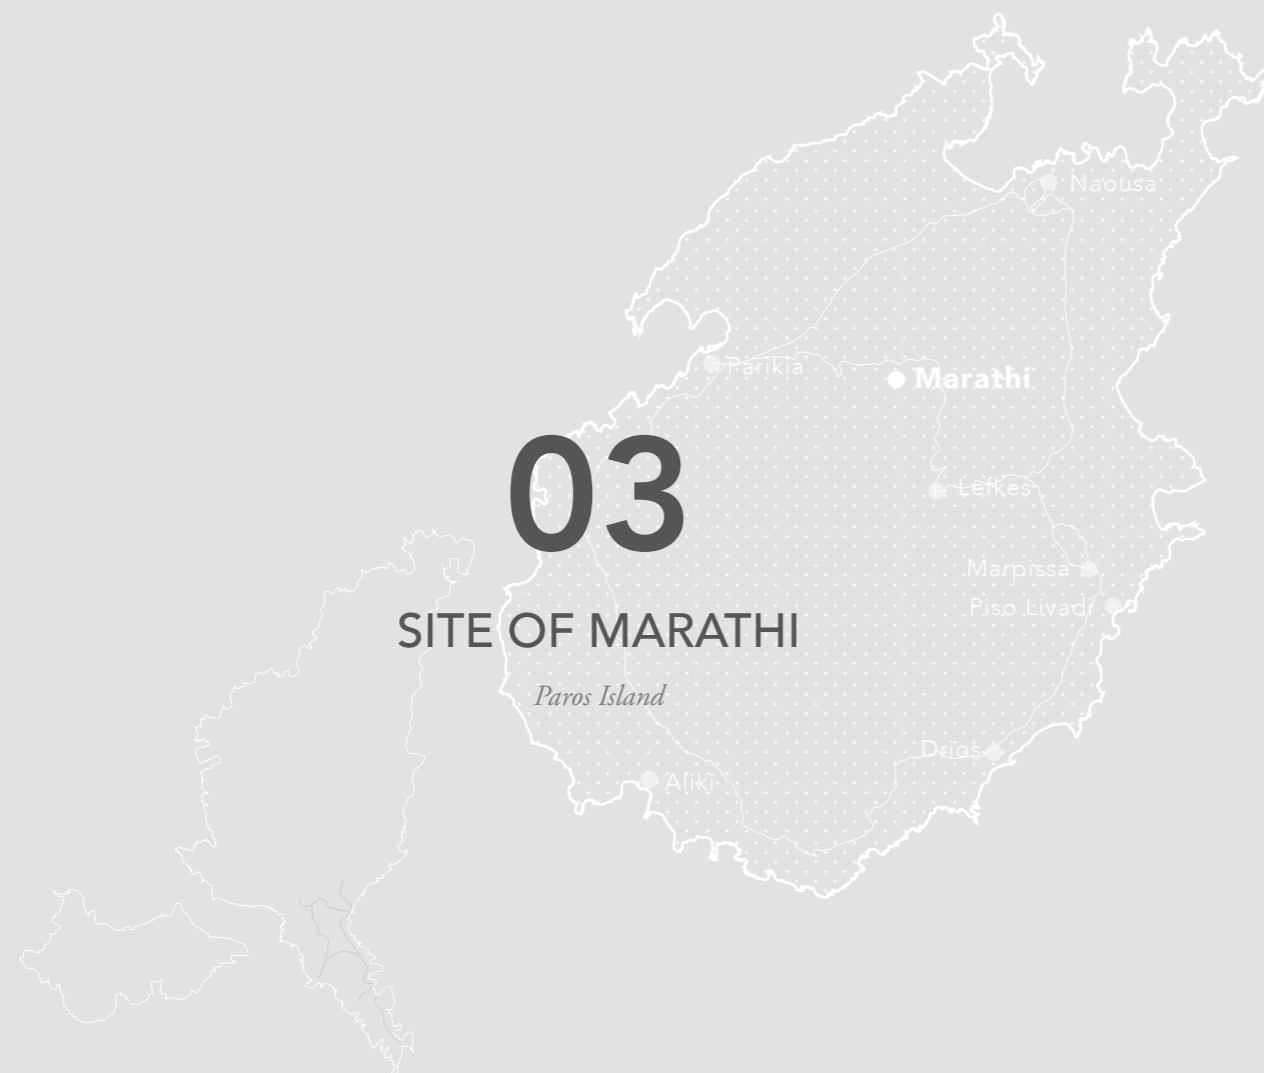 Naousa
Parikia
Marathi
03
Lefkes
Marpissa
Piso Livadi
SITE OF MARATHI
Paros Island
Drios
Aliki